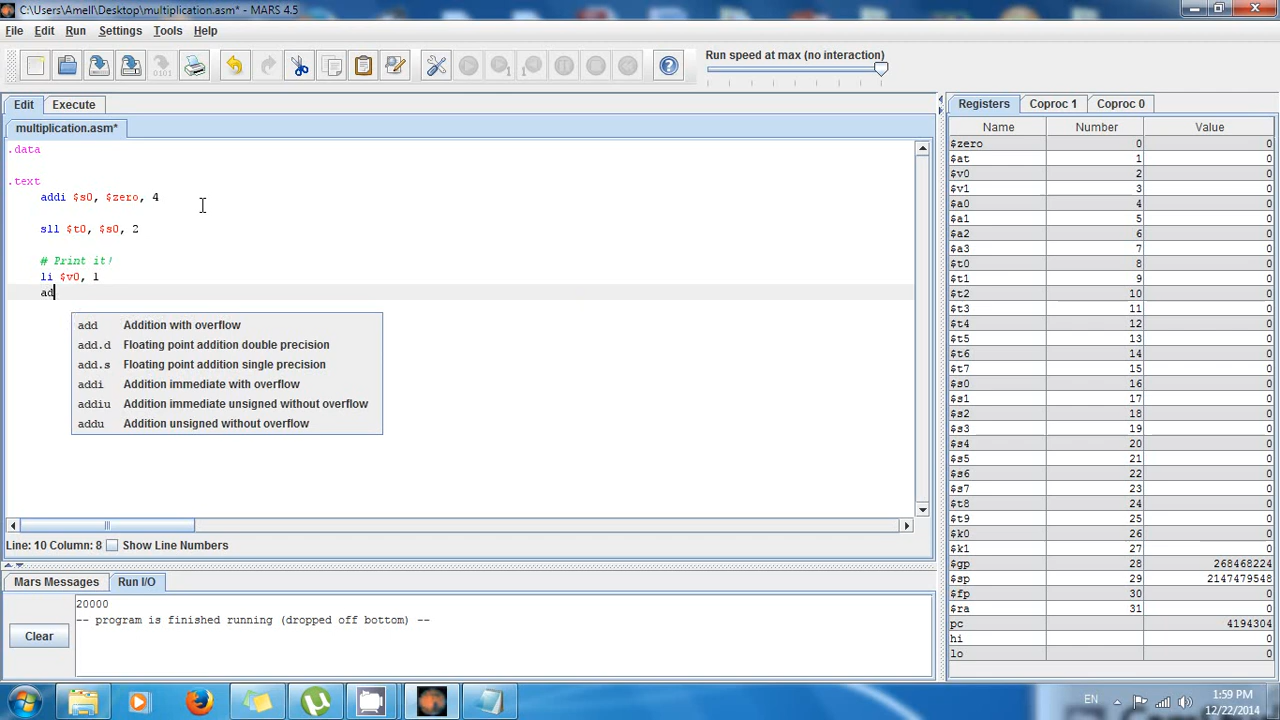 C:\Users\Amell\Desktop\multiplication.asm* - MARS 4.5
File Edit Run Settings Tools Help
Run speed at max (no interaction)
Edit Execute
multiplication.asm*
.data
.text
addi $s0, $zero, 4
sll $t0, $s0, 2
# Print it!
li $v0, 1
ad
add Addition with overflow
add.d Floating point addition double precision
add.s Floating point addition single precision
addi Addition immediate with overflow
addiu Addition immediate unsigned without overflow
addu Addition unsigned without overflow
Line: 10 Column: 8 Show Line Numbers
Mars Messages Run I/O
Clear
20000
-- program is finished running (dropped off bottom) --
Registers Coproc 1 Coproc 0
Name Number Value
$zero 0 0
$at 1 0
$v0 2 0
$v1 3 0
$a0 4 0
$a1 5 0
$a2 6 0
$a3 7 0
$t0 8 0
$t1 9 0
$t2 10 0
$t3 11 0
$t4 12 0
$t5 13 0
$t6 14 0
$t7 15 0
$s0 16 0
$s1 17 0
$s2 18 0
$s3 19 0
$s4 20 0
$s5 21 0
$s6 22 0
$s7 23 0
$t8 24 0
$t9 25 0
$k0 26 0
$k1 27 0
$gp 28 268468224
$sp 29 2147479548
$fp 30 0
$ra 31 0
pc 4194304
hi 0
lo 0
EN
1:59 PM
12/22/2014